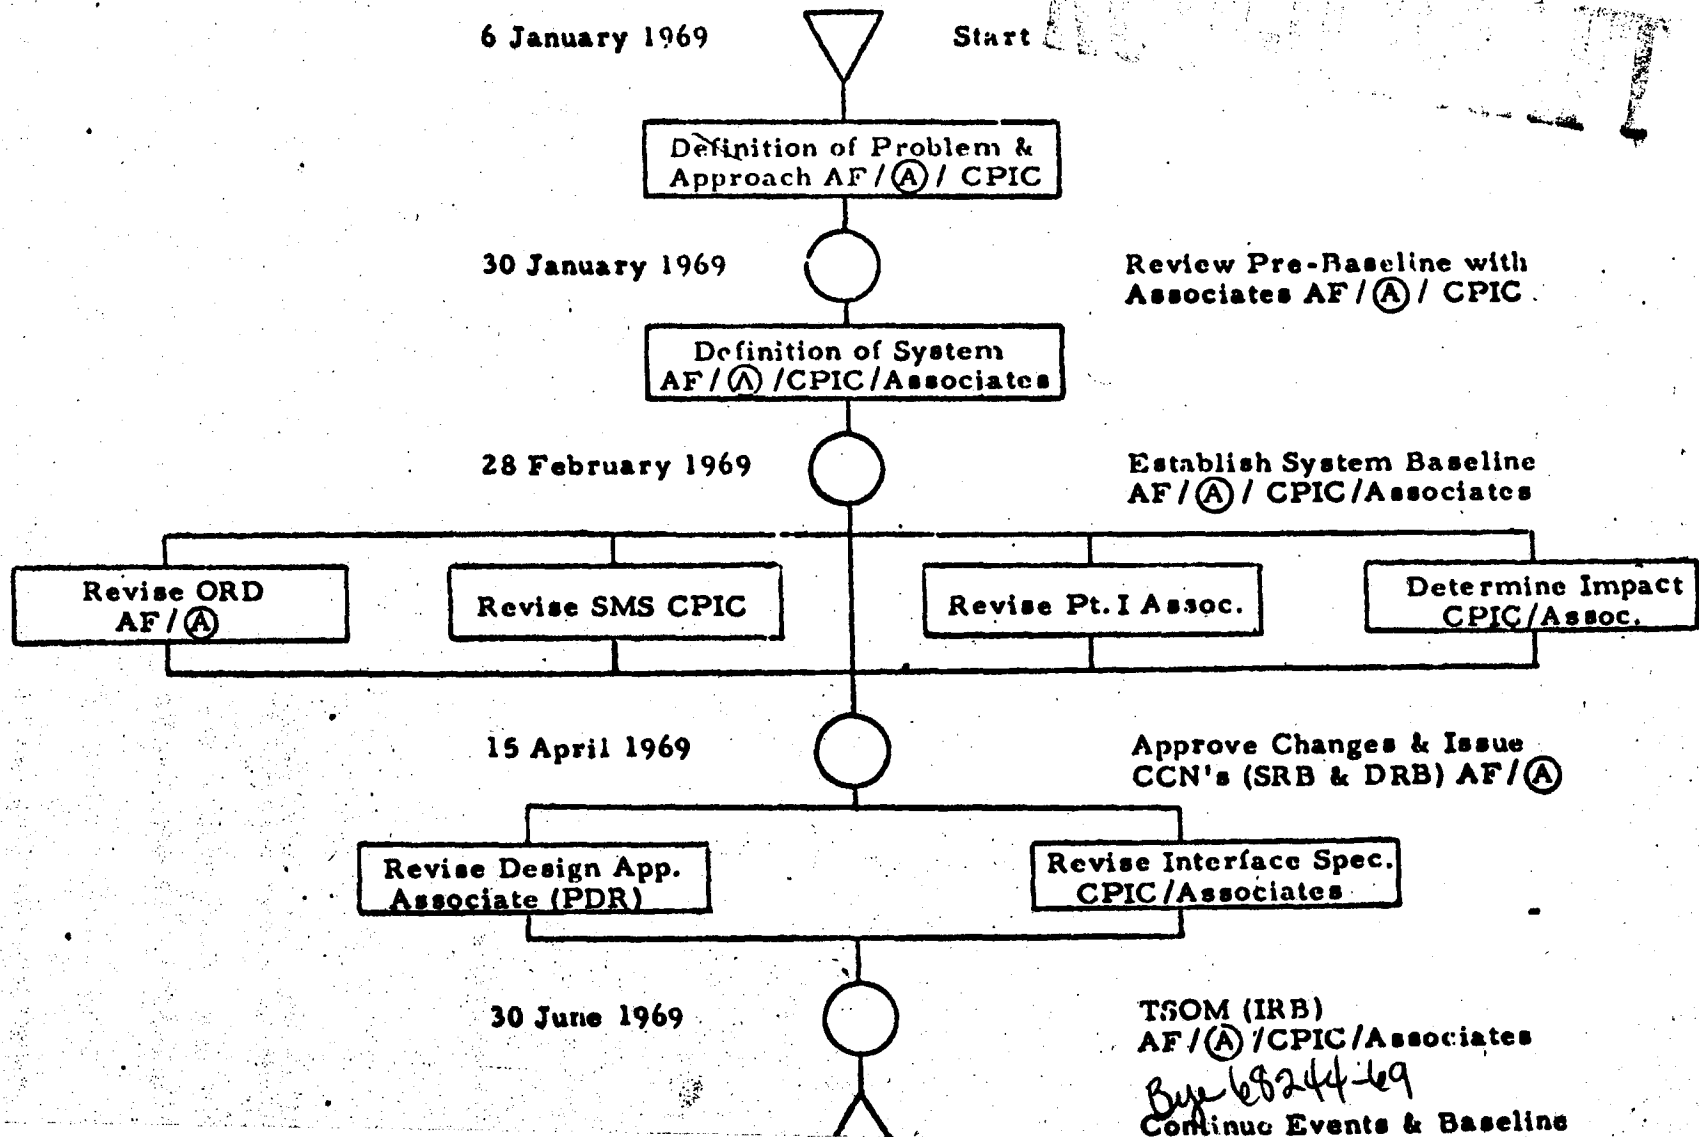 6 January 1969
Start
Definition of Problem &
Approach AF/Ⓐ/ CPIC
30 January 1969
Review Pre-Baseline with
Associates AF/Ⓐ/ CPIC
Definition of System
AF/Ⓐ/CPIC/Associates
28 February 1969
Establish System Baseline
AF/Ⓐ/ CPIC/Associates
Revise ORD
AF/Ⓐ
Revise SMS CPIC
Revise Pt. I Assoc.
Determine Impact
CPIC/Assoc.
15 April 1969
Approve Changes & Issue
CCN's (SRB & DRB) AF/Ⓐ
Revise Design App.
Associate (PDR)
Revise Interface Spec.
CPIC/Associates
30 June 1969
TSOM (IRB)
AF/Ⓐ/CPIC/Associates
Bye 68244-69
Continue Events & Baseline